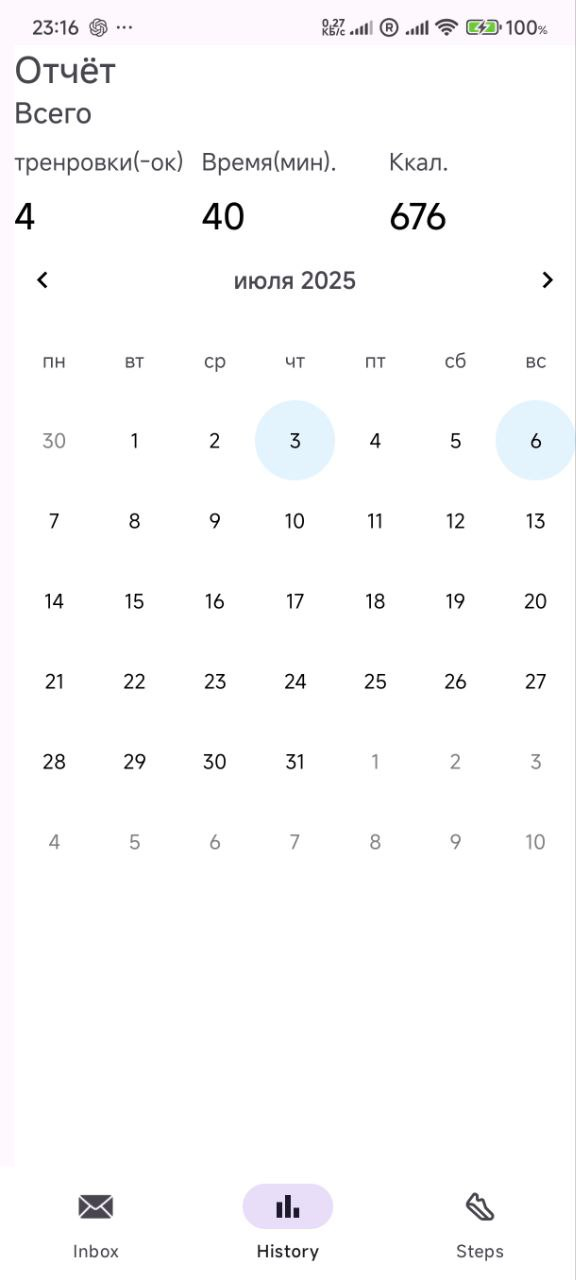 23:16 ... 0,27 КБ/с R 100%
Отчёт
Всего
тренровки(-ок) Время(мин). Ккал.
4 40 676
июля 2025
пн вт ср чт пт сб вс
30 1 2 3 4 5 6
7 8 9 10 11 12 13
14 15 16 17 18 19 20
21 22 23 24 25 26 27
28 29 30 31 1 2 3
4 5 6 7 8 9 10
Inbox History Steps